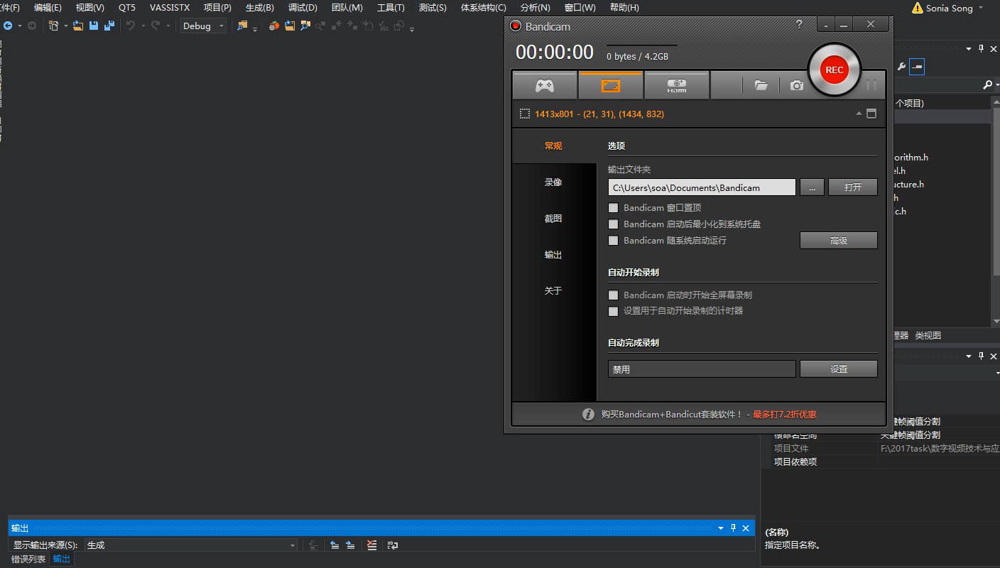 文件(F) 编辑(E) 视图(V) QT5 VASSISTX 项目(P) 生成(B) 调试(D) 团队(M) 工具(T) 测试(S) 体系结构(C) 分析(N) 窗口(W) 帮助(H) Sonia Song
Debug
Bandicam
?
00:00:00
0 bytes / 4.2GB
REC
HDMI
1413x801 - (21, 31), (1434, 832)
常规
录像
截图
输出
关于
选项
输出文件夹
C:\Users\soa\Documents\Bandicam ... 打开
Bandicam 窗口置顶
Bandicam 启动后最小化到系统托盘
Bandicam 随系统启动运行 高级
自动开始录制
Bandicam 启动时开始全屏幕录制
设置用于自动开始录制的计时器
自动完成录制
禁用 设置
购买Bandicam+Bandicut套装软件！ - 最多打7.2折优惠
个项目)
orithm.h
el.h
ucture.h
h
ic.h
理器 类视图
键帧阈值分割
根命名空间 关键帧阈值分割
项目文件 F:\2017task\数字视频技术与应
项目依赖项
(名称)
指定项目名称。
输出
显示输出来源(S): 生成
错误列表 输出